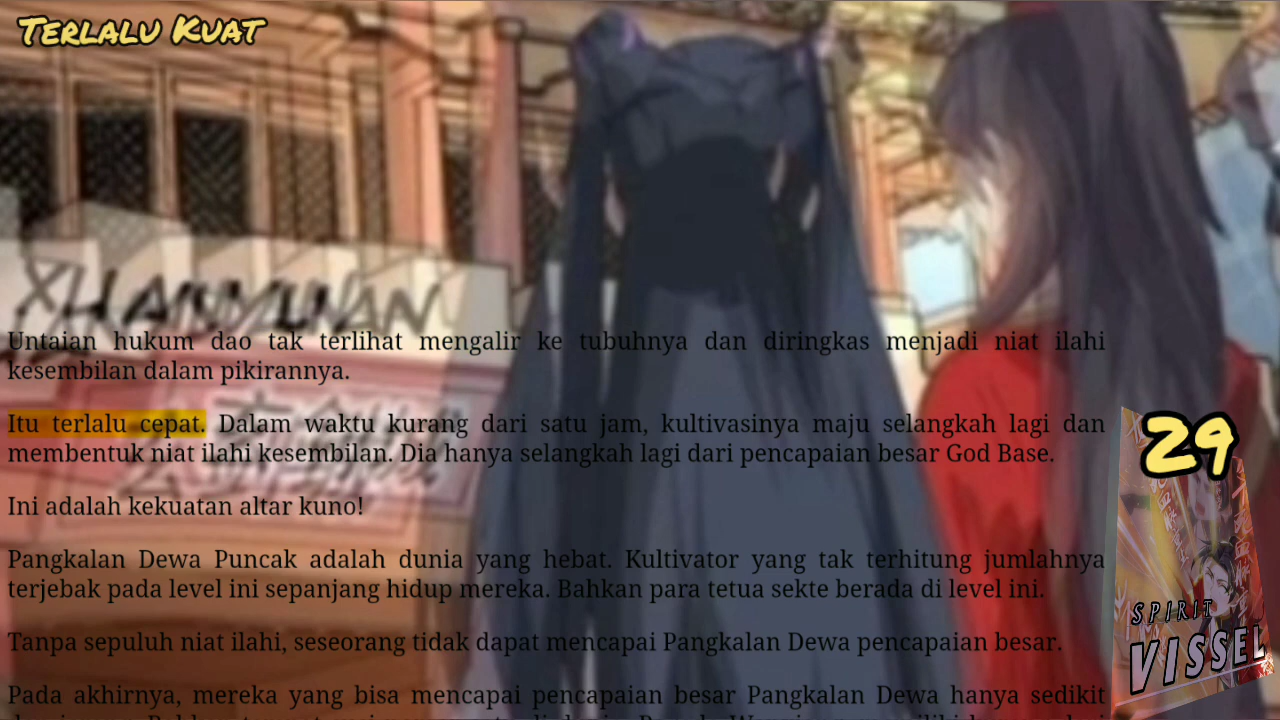 Terlalu Kuat
XHAINYUNAN
Untaian hukum dao tak terlihat mengalir ke tubuhnya dan diringkas menjadi niat ilahi
kesembilan dalam pikirannya.
Itu terlalu cepat. Dalam waktu kurang dari satu jam, kultivasinya maju selangkah lagi dan
membentuk niat ilahi kesembilan. Dia hanya selangkah lagi dari pencapaian besar God Base.
Ini adalah kekuatan altar kuno!
Pangkalan Dewa Puncak adalah dunia yang hebat. Kultivator yang tak terhitung jumlahnya
terjebak pada level ini sepanjang hidup mereka. Bahkan para tetua sekte berada di level ini.
Tanpa sepuluh niat ilahi, seseorang tidak dapat mencapai Pangkalan Dewa pencapaian besar.
Pada akhirnya, mereka yang bisa mencapai pencapaian besar Pangkalan Dewa hanya sedikit
29
SPIRIT
VISSEL